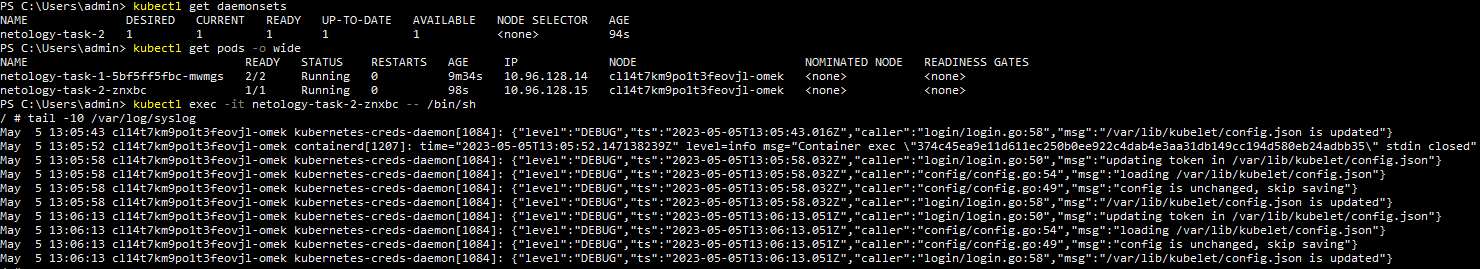 PS C:\Users\admin> kubectl get daemonsets
NAME DESIRED CURRENT READY UP-TO-DATE AVAILABLE NODE SELECTOR AGE
netology-task-2 1 1 1 1 1 <none> 94s
PS C:\Users\admin> kubectl get pods -o wide
NAME READY STATUS RESTARTS AGE IP NODE NOMINATED NODE READINESS GATES
netology-task-1-5bf5ff5fbc-mwmgs 2/2 Running 0 9m34s 10.96.128.14 cl14t7km9po1t3feovjl-omek <none> <none>
netology-task-2-znxbc 1/1 Running 0 98s 10.96.128.15 cl14t7km9po1t3feovjl-omek <none> <none>
PS C:\Users\admin> kubectl exec -it netology-task-2-znxbc -- /bin/sh
/ # tail -10 /var/log/syslog
May  5 13:05:43 cl14t7km9po1t3feovjl-omek kubernetes-creds-daemon[1084]: {"level":"DEBUG","ts":"2023-05-05T13:05:43.016Z","caller":"login/login.go:58","msg":"/var/lib/kubelet/config.json is updated"}
May  5 13:05:52 cl14t7km9po1t3feovjl-omek containerd[1207]: time="2023-05-05T13:05:52.147138239Z" level=info msg="Container exec \"374c45ea9e11d611ec250b0ee922c4dab4e3aa31db149cc194d580eb24adbb35\" stdin closed"
May  5 13:05:58 cl14t7km9po1t3feovjl-omek kubernetes-creds-daemon[1084]: {"level":"DEBUG","ts":"2023-05-05T13:05:58.032Z","caller":"login/login.go:50","msg":"updating token in /var/lib/kubelet/config.json"}
May  5 13:05:58 cl14t7km9po1t3feovjl-omek kubernetes-creds-daemon[1084]: {"level":"DEBUG","ts":"2023-05-05T13:05:58.032Z","caller":"config/config.go:54","msg":"loading /var/lib/kubelet/config.json"}
May  5 13:05:58 cl14t7km9po1t3feovjl-omek kubernetes-creds-daemon[1084]: {"level":"DEBUG","ts":"2023-05-05T13:05:58.032Z","caller":"config/config.go:49","msg":"config is unchanged, skip saving"}
May  5 13:05:58 cl14t7km9po1t3feovjl-omek kubernetes-creds-daemon[1084]: {"level":"DEBUG","ts":"2023-05-05T13:05:58.032Z","caller":"login/login.go:58","msg":"/var/lib/kubelet/config.json is updated"}
May  5 13:06:13 cl14t7km9po1t3feovjl-omek kubernetes-creds-daemon[1084]: {"level":"DEBUG","ts":"2023-05-05T13:06:13.051Z","caller":"login/login.go:50","msg":"updating token in /var/lib/kubelet/config.json"}
May  5 13:06:13 cl14t7km9po1t3feovjl-omek kubernetes-creds-daemon[1084]: {"level":"DEBUG","ts":"2023-05-05T13:06:13.051Z","caller":"config/config.go:54","msg":"loading /var/lib/kubelet/config.json"}
May  5 13:06:13 cl14t7km9po1t3feovjl-omek kubernetes-creds-daemon[1084]: {"level":"DEBUG","ts":"2023-05-05T13:06:13.051Z","caller":"config/config.go:49","msg":"config is unchanged, skip saving"}
May  5 13:06:13 cl14t7km9po1t3feovjl-omek kubernetes-creds-daemon[1084]: {"level":"DEBUG","ts":"2023-05-05T13:06:13.051Z","caller":"login/login.go:58","msg":"/var/lib/kubelet/config.json is updated"}